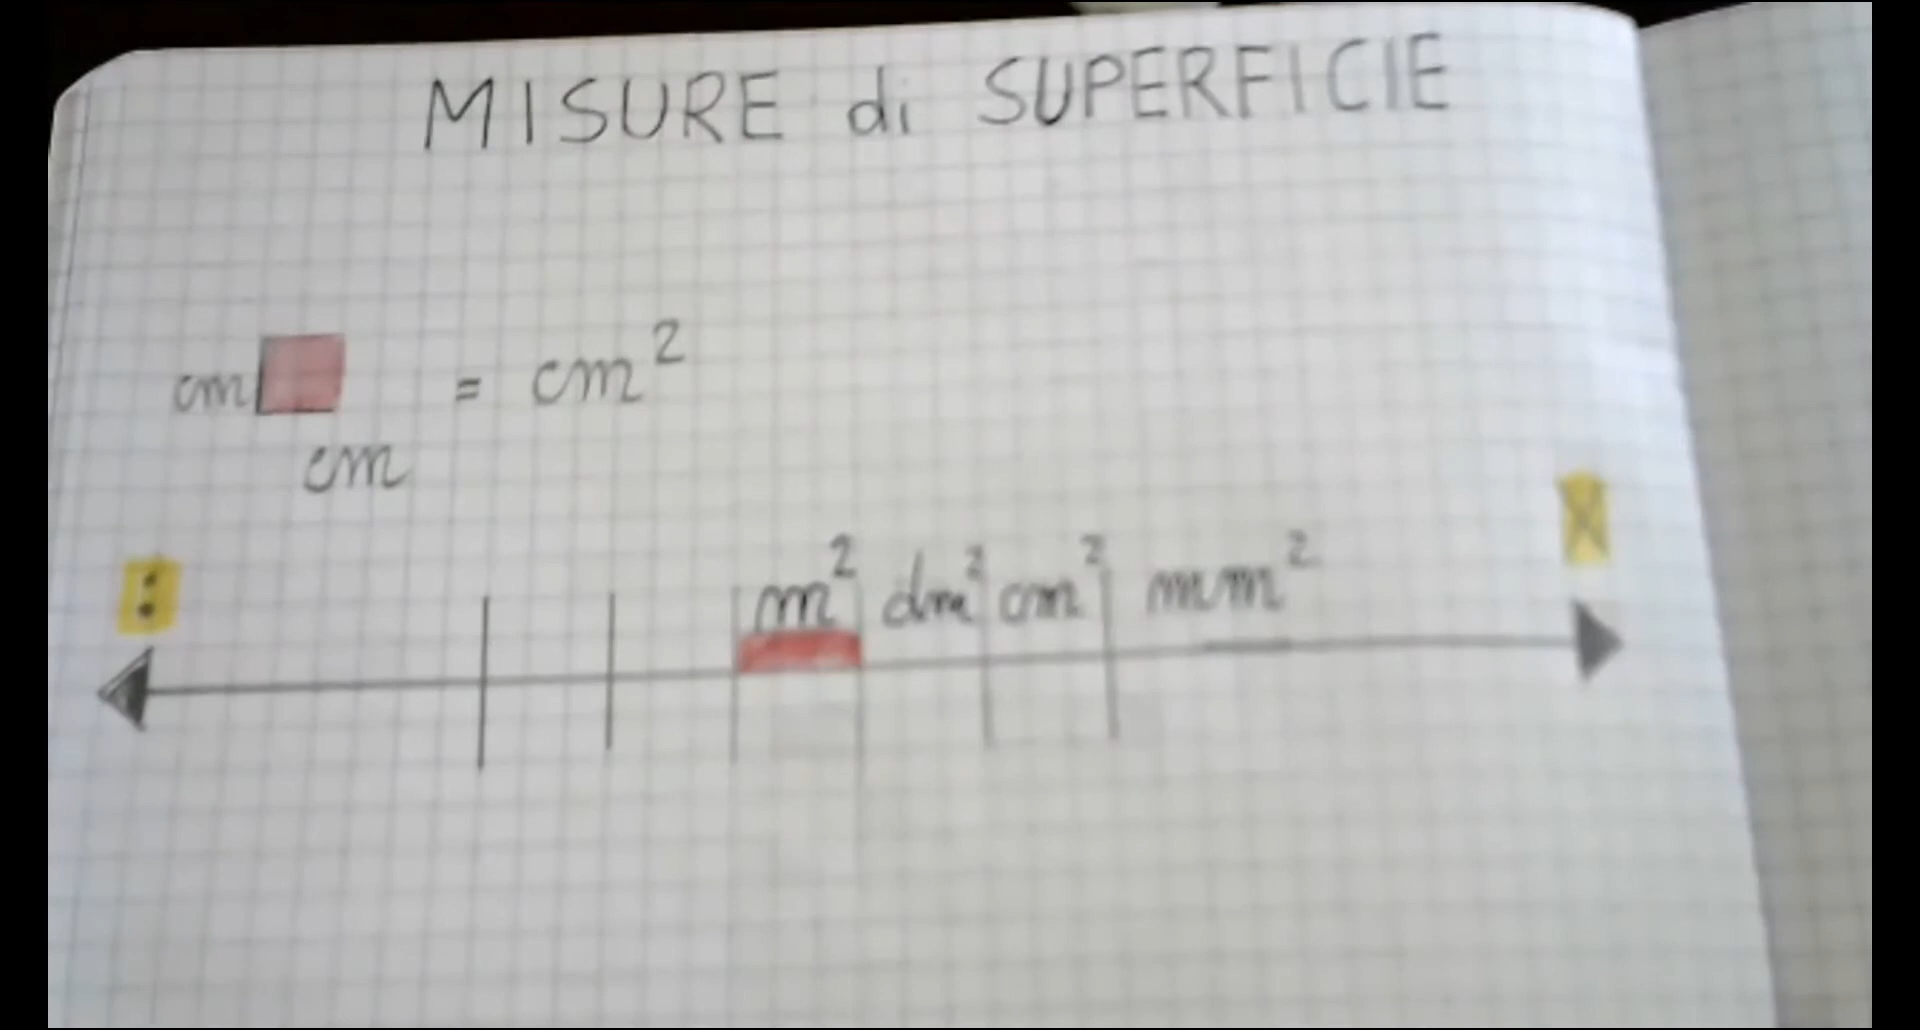 MISURE di SUPERFICIE
cm = cm²
cm
: X
m² dm² cm² mm²